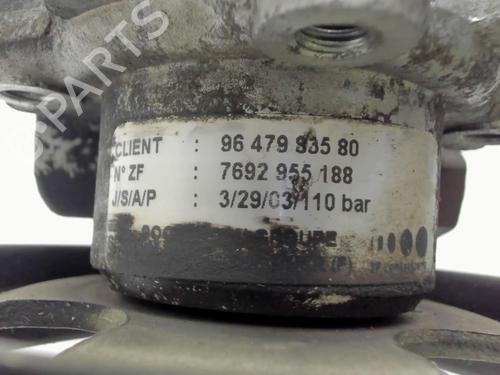 CLIENT : 96 479 935 80
N° ZF : 7692 955 188
J/S/A/P : 3/29/03/110 bar
B-PARTS